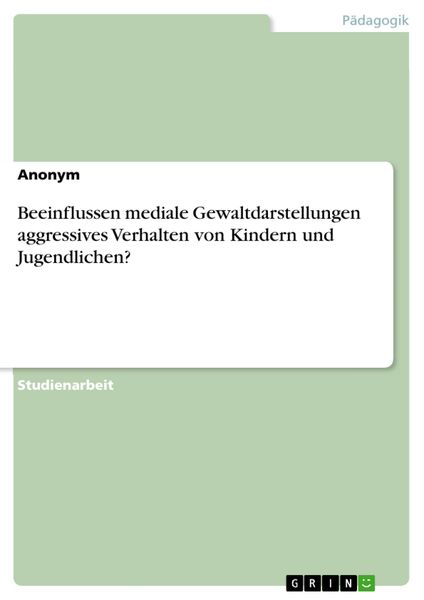 Pädagogik
Anonym
Beeinflussen mediale Gewaltdarstellungen
aggressives Verhalten von Kindern und
Jugendlichen?
Studienarbeit
GRIN